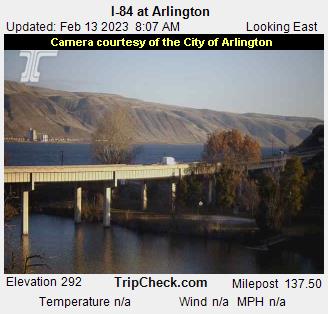 I-84 at Arlington
Updated: Feb 13 2023 8:07 AM Looking East
Camera courtesy of the City of Arlington
Elevation 292 TripCheck.com Milepost 137.50
Temperature n/a Wind n/a MPH n/a